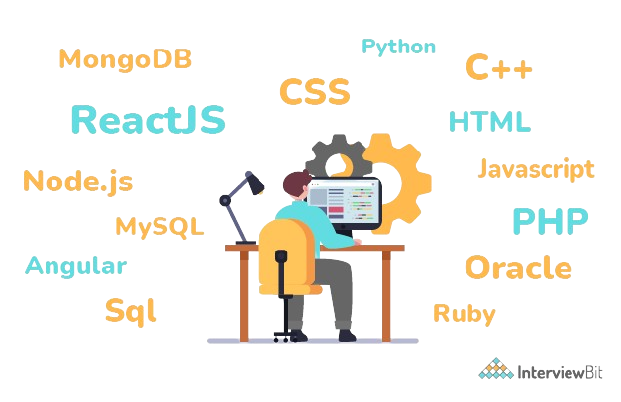 MongoDB
Python
C++
CSS
ReactJS
HTML
Javascript
Node.js
MySQL
PHP
Angular
Oracle
Sql
Ruby
InterviewBit